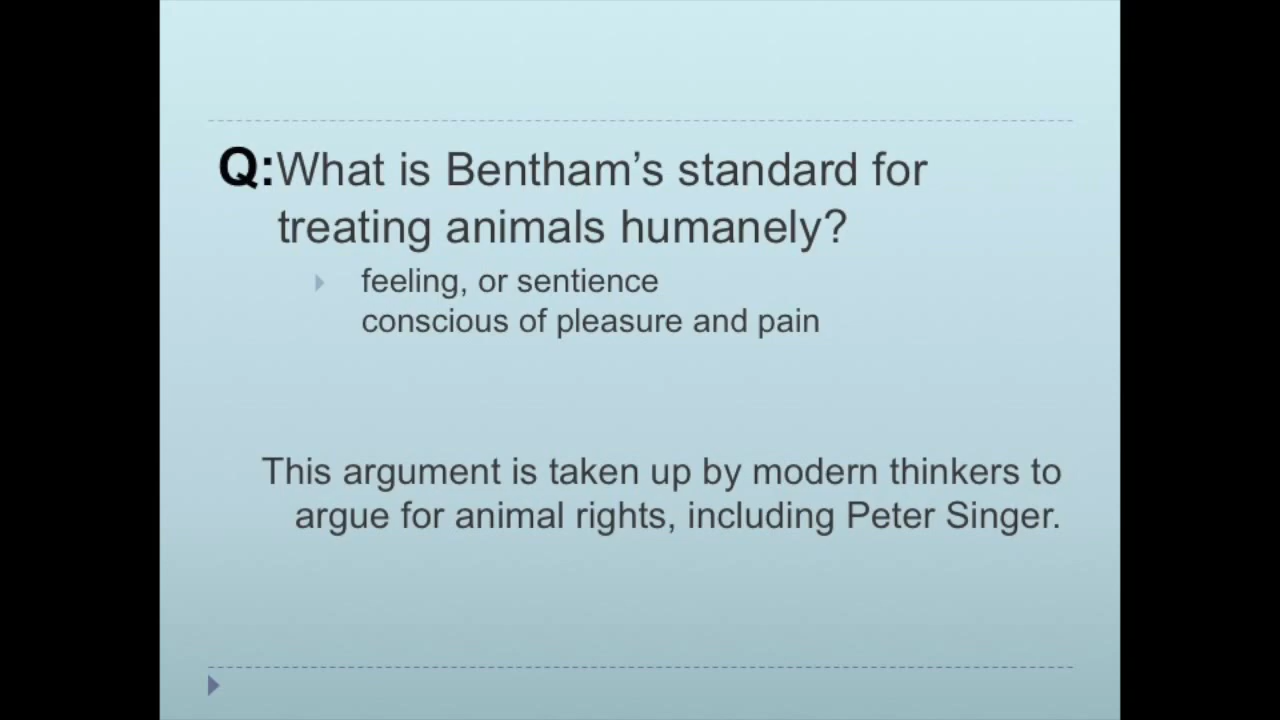 Q:What is Bentham’s standard for
treating animals humanely?
feeling, or sentience
conscious of pleasure and pain
This argument is taken up by modern thinkers to
argue for animal rights, including Peter Singer.